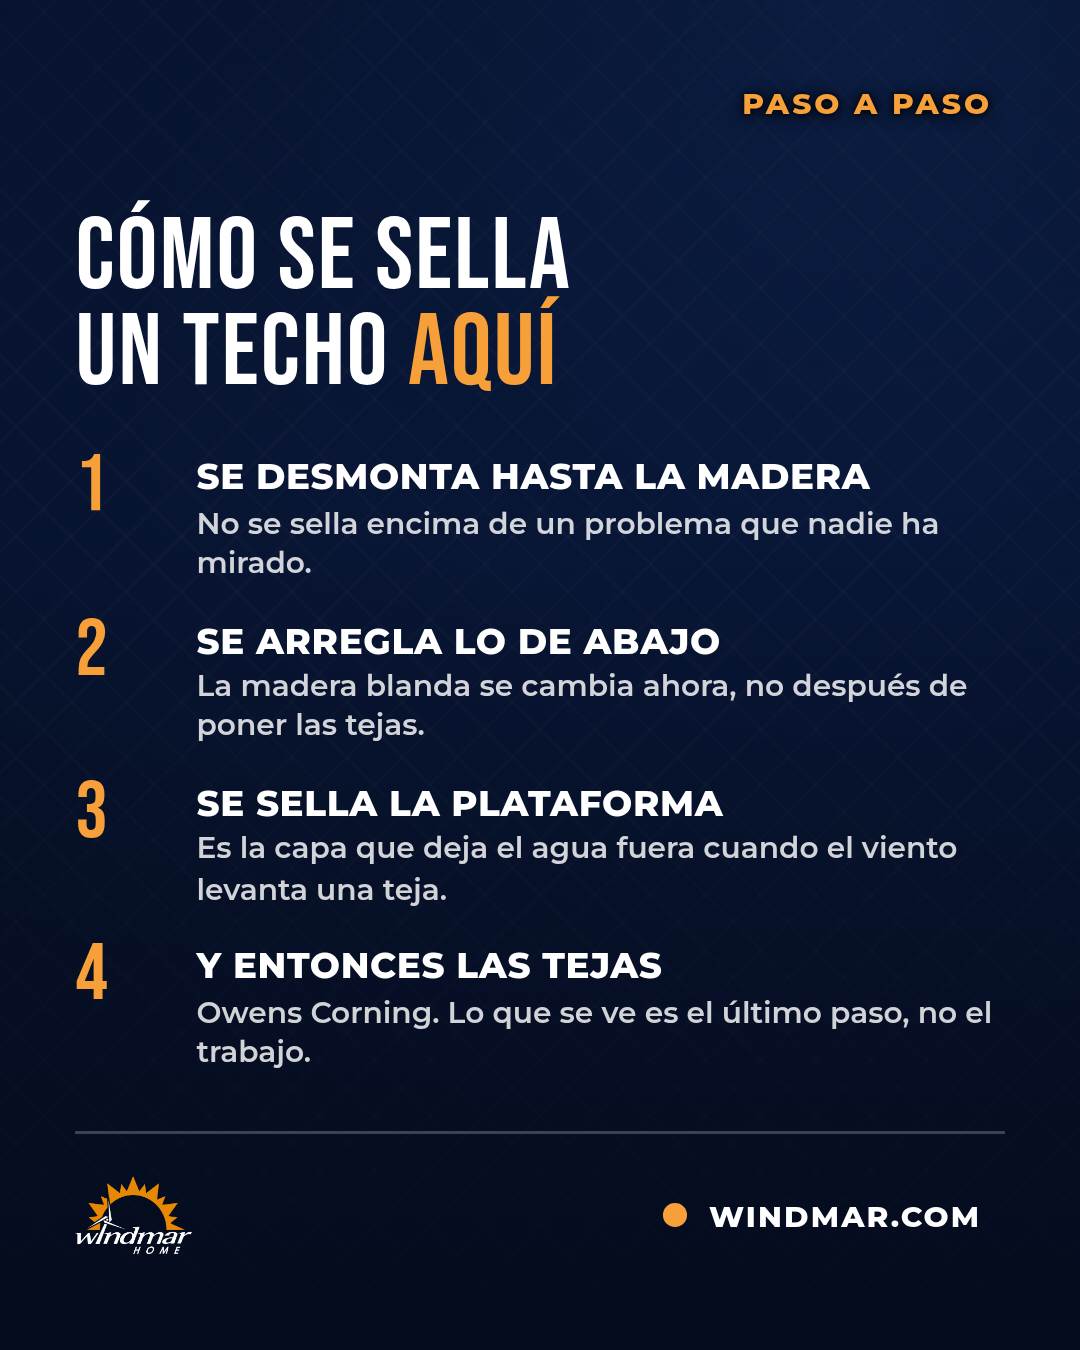 PASO A PASO
CÓMO SE SELLA
UN TECHO AQUÍ
1
SE DESMONTA HASTA LA MADERA
No se sella encima de un problema que nadie ha
mirado.
2
SE ARREGLA LO DE ABAJO
La madera blanda se cambia ahora, no después de
poner las tejas.
3
SE SELLA LA PLATAFORMA
Es la capa que deja el agua fuera cuando el viento
levanta una teja.
4
Y ENTONCES LAS TEJAS
Owens Corning. Lo que se ve es el último paso, no el
trabajo.
windmar
HOME
WINDMAR.COM